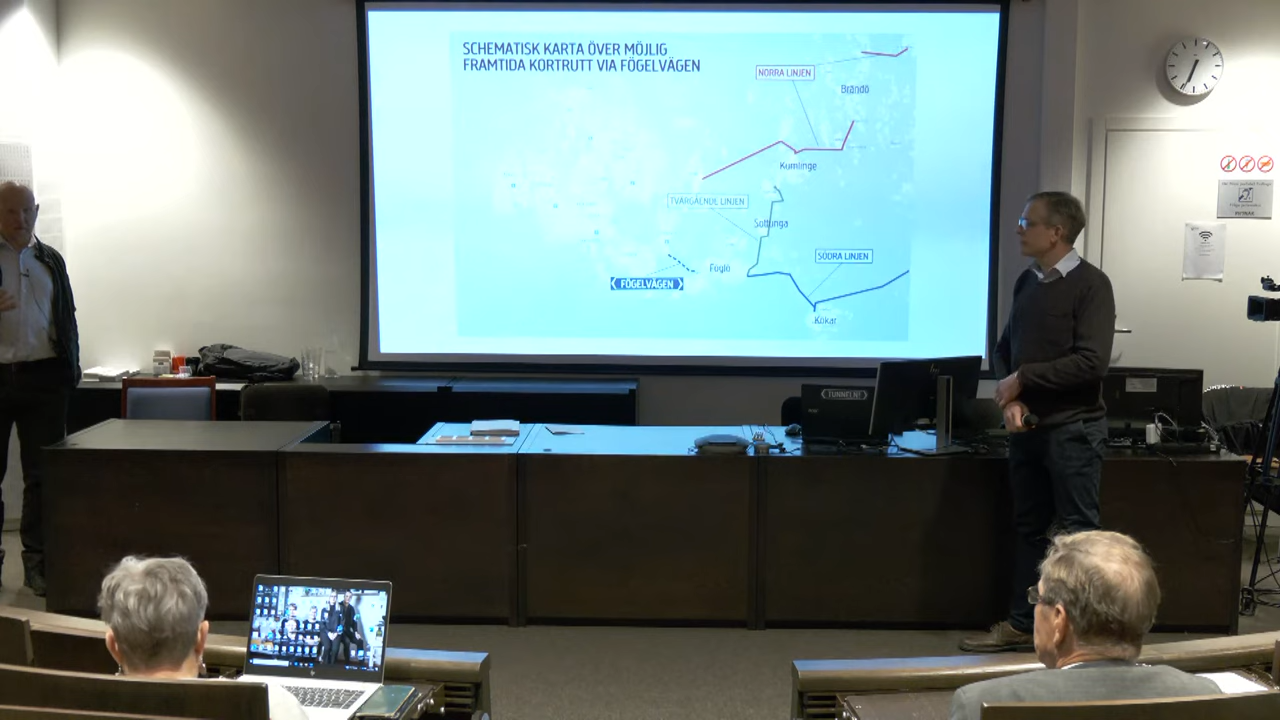 SCHEMATISK KARTA ÖVER MÖJLIG
FRAMTIDA KORTRUTT VIA FÖGELVÄGEN
NORRA LINJEN
Brändö
Kumlinge
TVÄRGÅENDE LINJEN
Sottunga
SÖDRA LINJEN
Föglö
FÖGELVÄGEN
Kökar
TUNNELN!